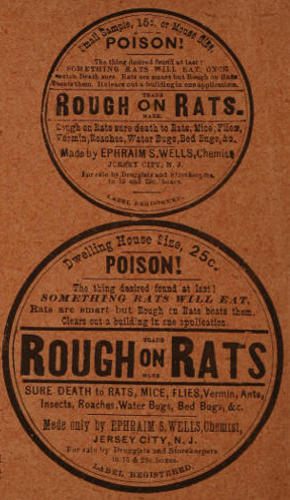 Small Sample, 15c. or Mouse Size.
POISON!
The thing desired found at last!
SOMETHING RATS WILL EAT, ONCE
Death sure. Rats are smart but Rough on Rats
Beats them. It clears out a building in one application.
TRADE
ROUGH ON RATS.
MARK.
Rough on Rats sure death to Rats, Mice, Flies,
Vermin, Roaches, Water Bugs, Bed Bugs, &c.
Made by EPHRAIM S. WELLS, Chemist
JERSEY CITY, N. J.
For sale by Druggists and Storekeepers
in 15 and 25c. boxes.
LABEL REGISTERED.
Dwelling House Size, 25c.
POISON!
The thing desired found at last!
SOMETHING RATS WILL EAT,
Rats are smart but Rough on Rats beats them.
Clears out a building in one application.
TRADE
ROUGH ON RATS
MARK
SURE DEATH to RATS, MICE, FLIES, Vermin, Ants,
Insects, Roaches, Water Bugs, Bed Bugs, &c.
Made only by EPHRAIM S. WELLS, Chemist,
JERSEY CITY, N. J.
For sale by Druggists and Storekeepers
in 15 & 25c. boxes.
LABEL REGISTERED.